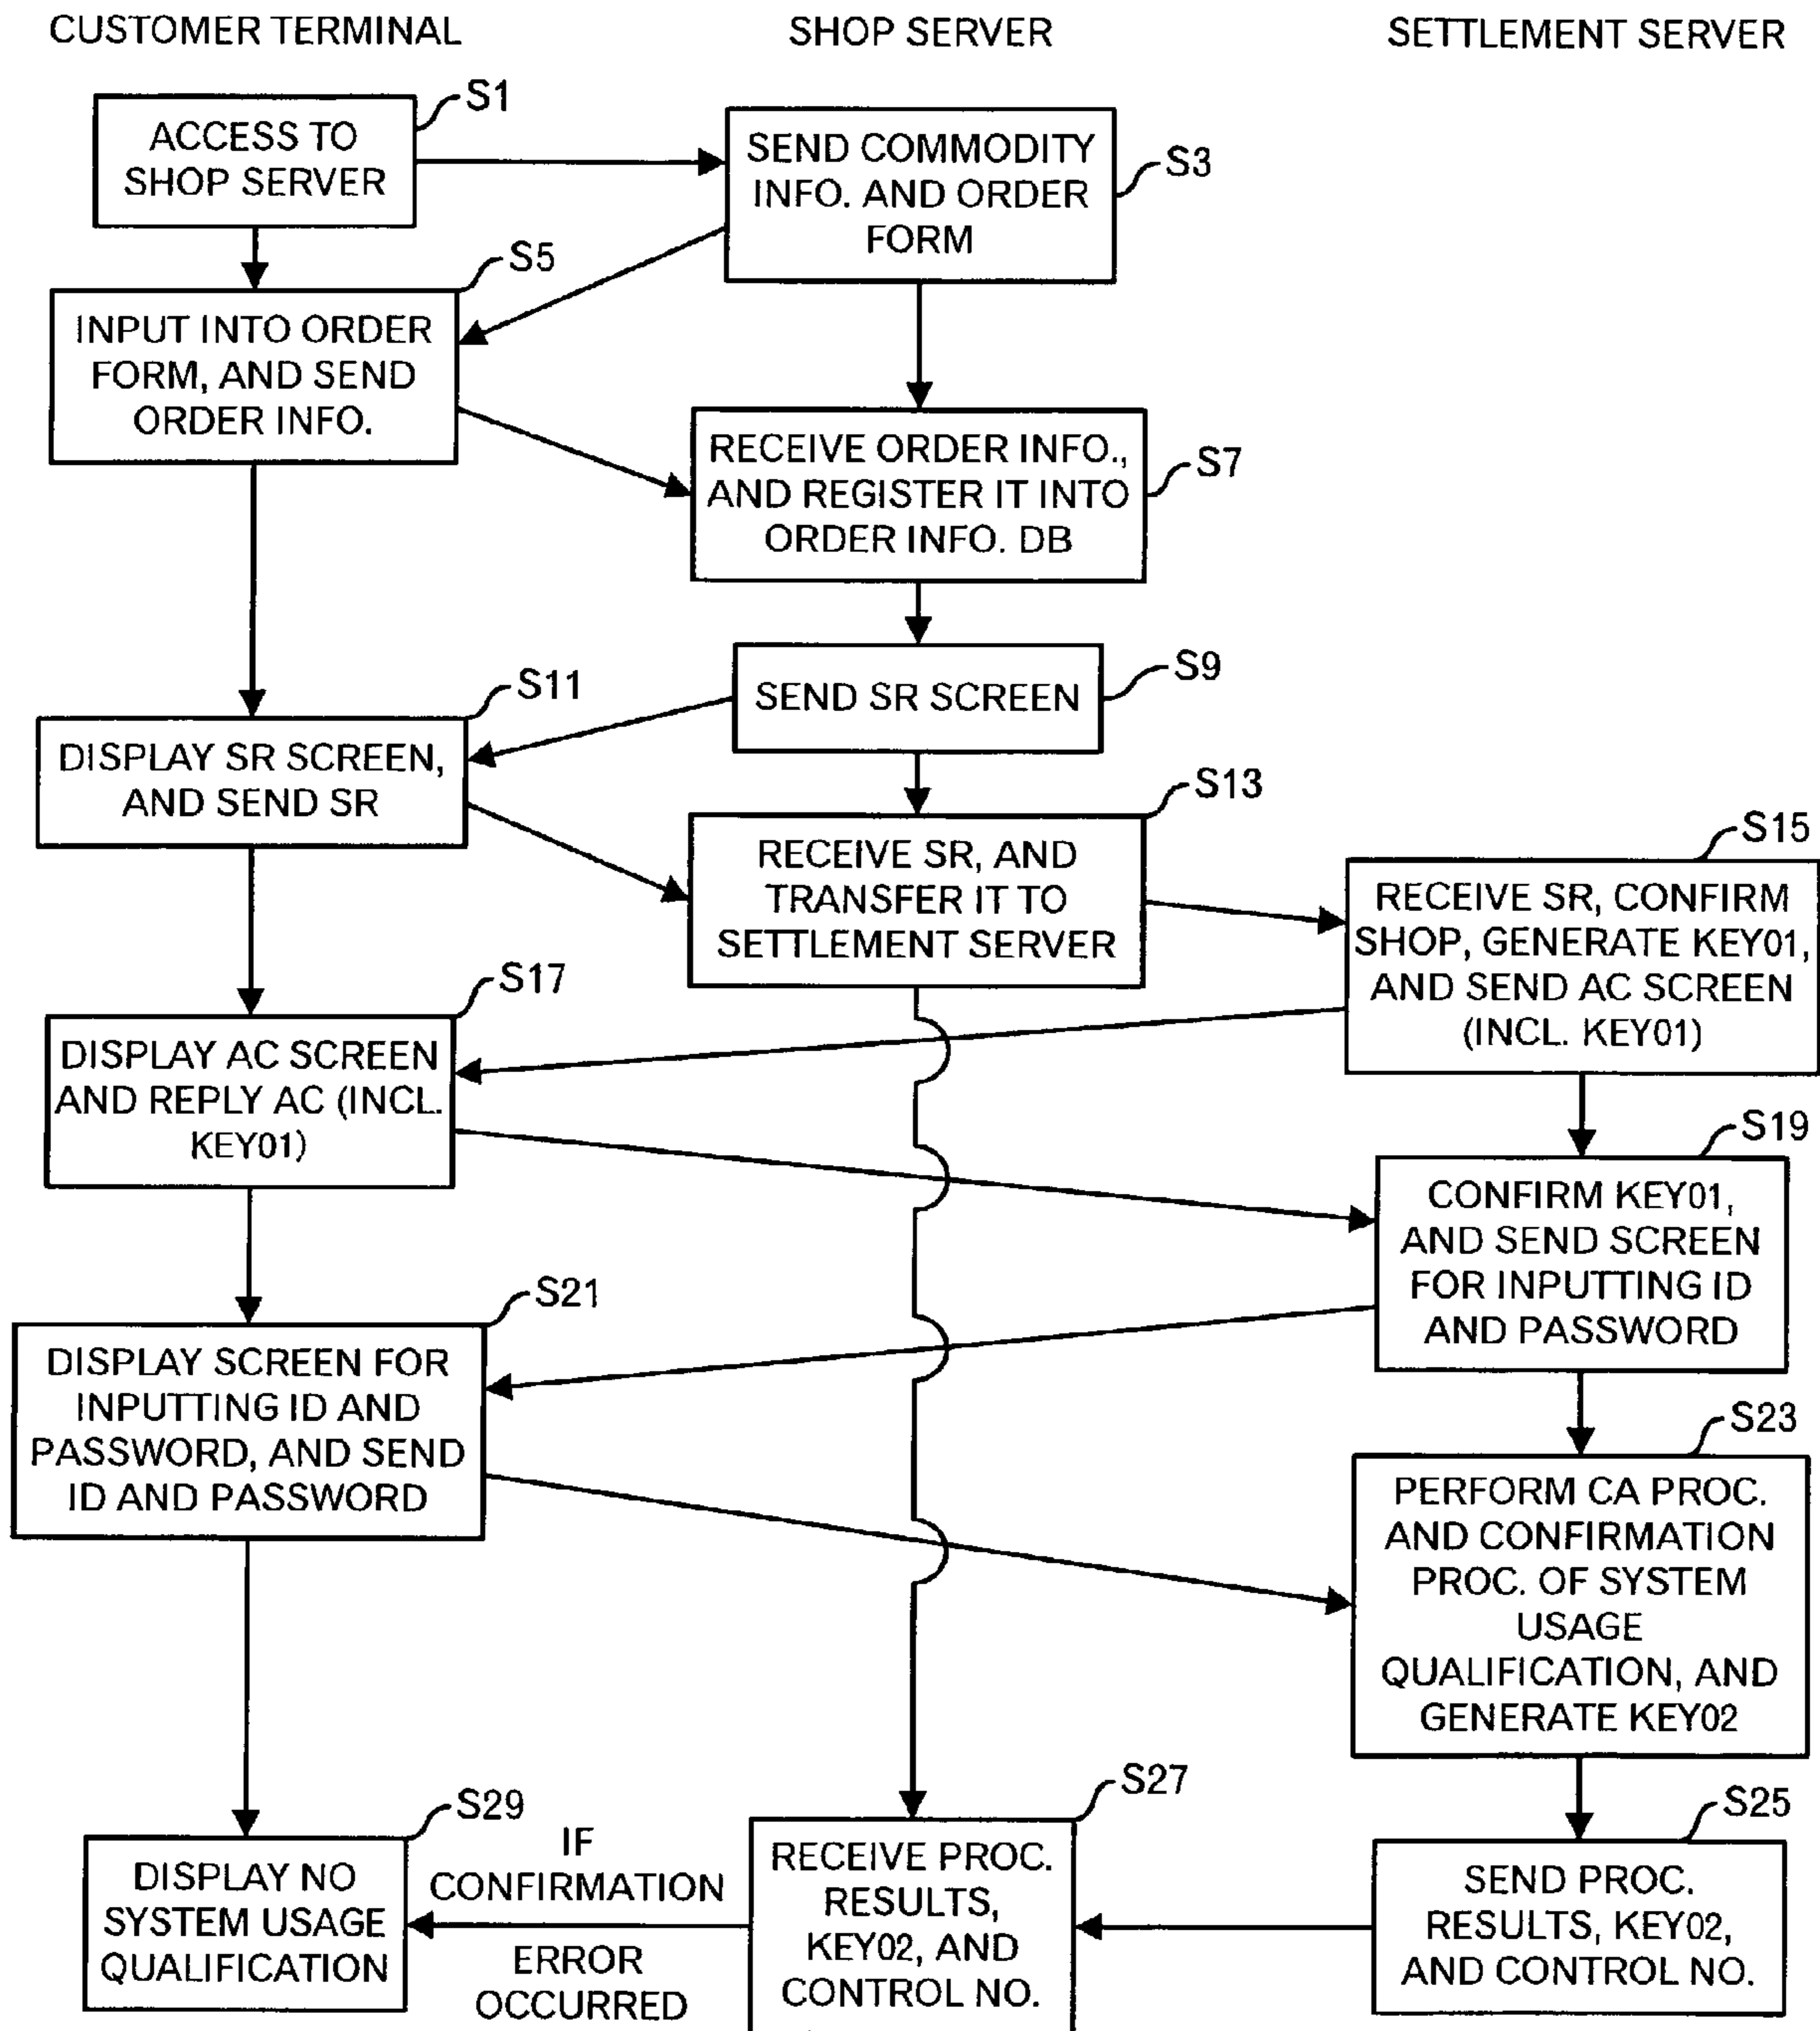 CUSTOMER TERMINAL
SHOP SERVER
SETTLEMENT SERVER
S1
ACCESS TO
SHOP SERVER
S3
SEND COMMODITY
INFO. AND ORDER
FORM
S5
INPUT INTO ORDER
FORM, AND SEND
ORDER INFO.
S7
RECEIVE ORDER INFO.,
AND REGISTER IT INTO
ORDER INFO. DB
S9
SEND SR SCREEN
S11
DISPLAY SR SCREEN,
AND SEND SR
S13
RECEIVE SR, AND
TRANSFER IT TO
SETTLEMENT SERVER
S15
RECEIVE SR, CONFIRM
SHOP, GENERATE KEY01,
AND SEND AC SCREEN
(INCL. KEY01)
S17
DISPLAY AC SCREEN
AND REPLY AC (INCL.
KEY01)
S19
CONFIRM KEY01,
AND SEND SCREEN
FOR INPUTTING ID
AND PASSWORD
S21
DISPLAY SCREEN FOR
INPUTTING ID AND
PASSWORD, AND SEND
ID AND PASSWORD
S23
PERFORM CA PROC.
AND CONFIRMATION
PROC. OF SYSTEM
USAGE
QUALIFICATION, AND
GENERATE KEY02
S25
SEND PROC.
RESULTS, KEY02,
AND CONTROL NO.
S27
RECEIVE PROC.
RESULTS,
KEY02, AND
CONTROL NO.
IF
CONFIRMATION
ERROR
OCCURRED
S29
DISPLAY NO
SYSTEM USAGE
QUALIFICATION